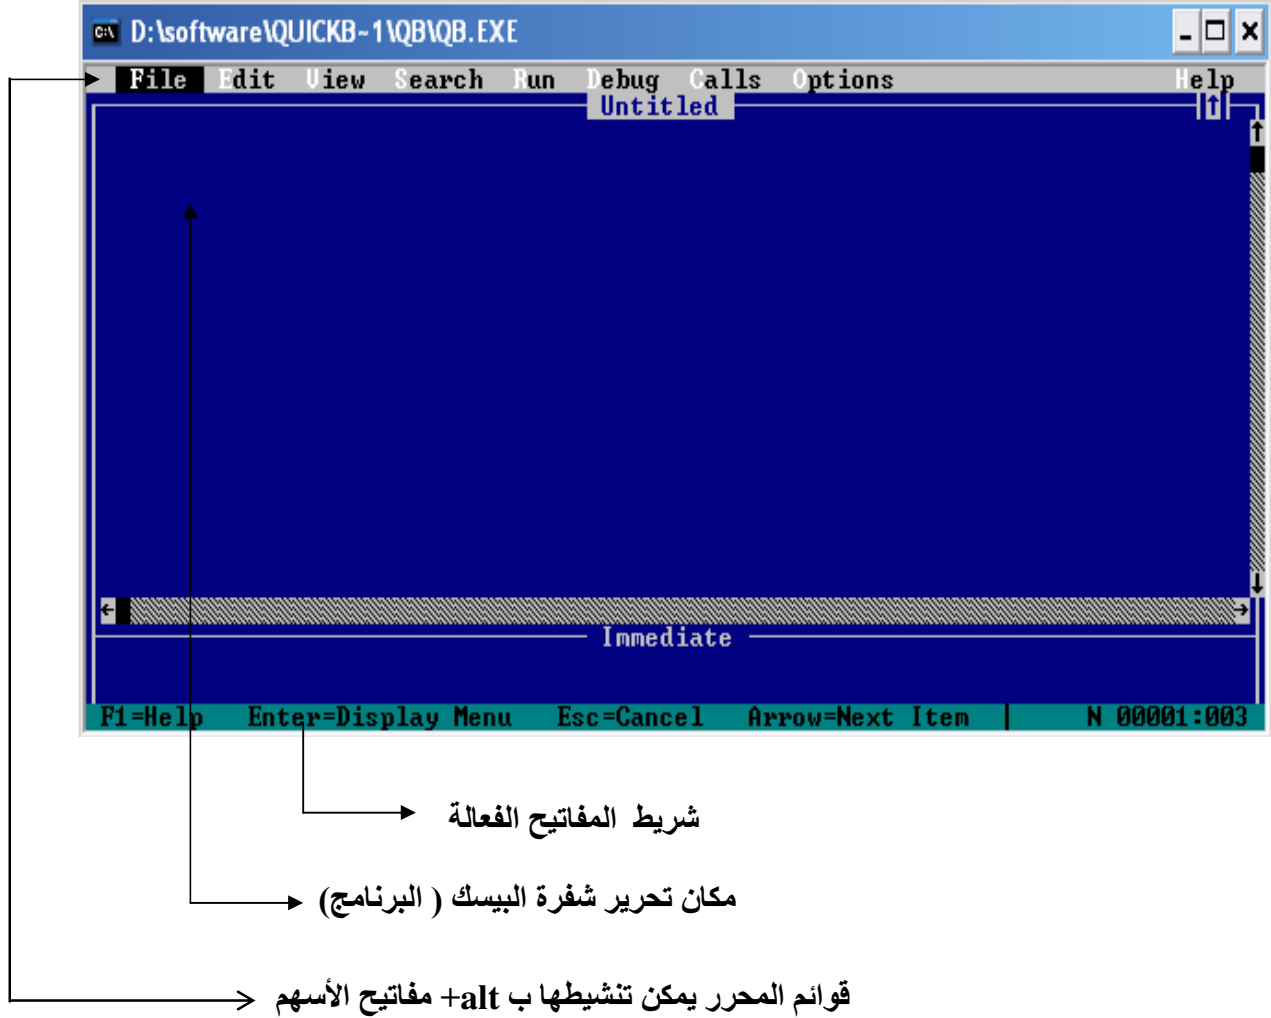 D:\software\QUICKB~1\QB\QB.EXE
File Edit View Search Run Debug Calls Options Help
Untitled
Immediate
F1=Help Enter=Display Menu Esc=Cancel Arrow=Next Item N 00001:003
شريط المفاتيح الفعالة
مكان تحرير شفرة البيسك ( البرنامج)
قوائم المحرر يمكن تنشيطها ب alt+ مفاتيح الأسهم